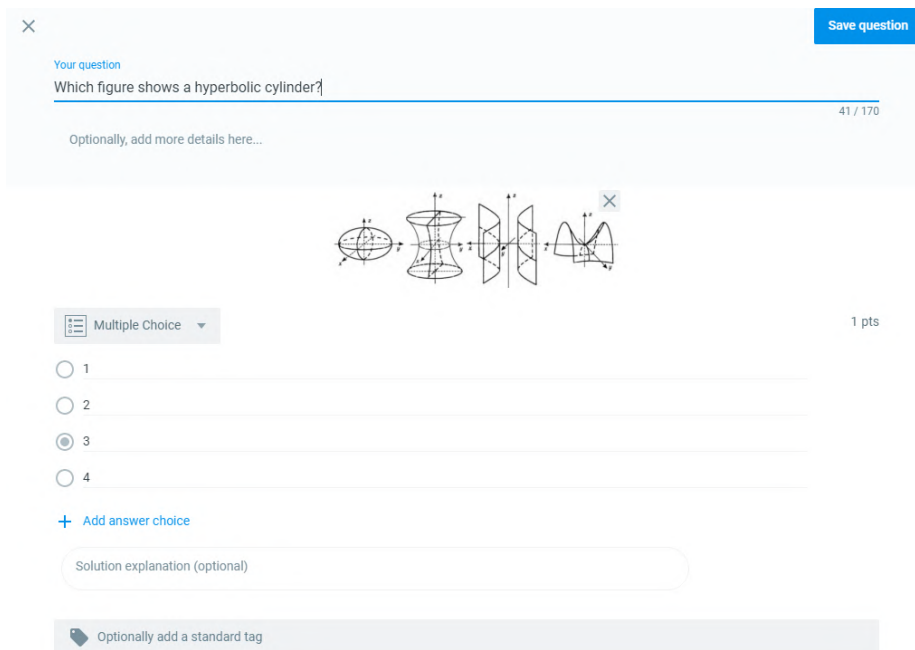 Save question
Your question
Which figure shows a hyperbolic cylinder?
41 / 170
Optionally, add more details here...
Multiple Choice
1 pts
1
2
3
4
+ Add answer choice
Solution explanation (optional)
Optionally add a standard tag